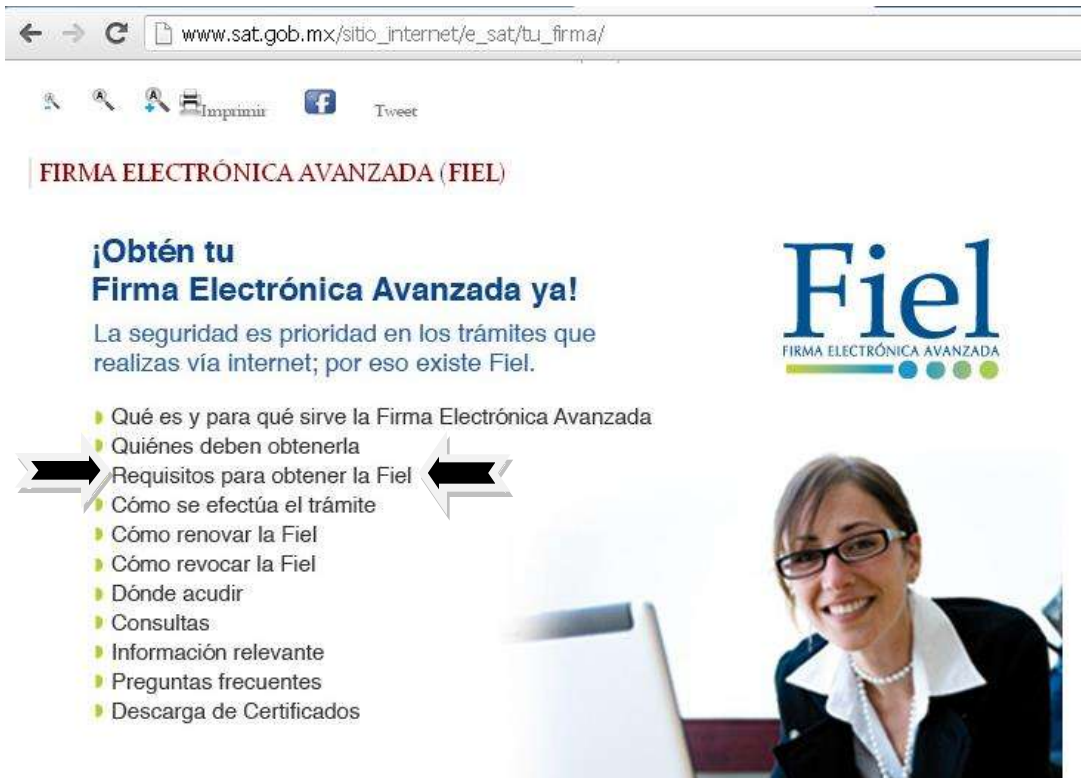 www.sat.gob.mx/sitio_internet/e_sat/tu_firma/
A A A Imprimir f Tweet
FIRMA ELECTRÓNICA AVANZADA (FIEL)
¡Obtén tu
Firma Electrónica Avanzada ya!
La seguridad es prioridad en los trámites que
realizas vía internet; por eso existe Fiel.
Fiel
FIRMA ELECTRÓNICA AVANZADA
Qué es y para qué sirve la Firma Electrónica Avanzada
Quiénes deben obtenerla
Requisitos para obtener la Fiel
Cómo se efectúa el trámite
Cómo renovar la Fiel
Cómo revocar la Fiel
Dónde acudir
Consultas
Información relevante
Preguntas frecuentes
Descarga de Certificados